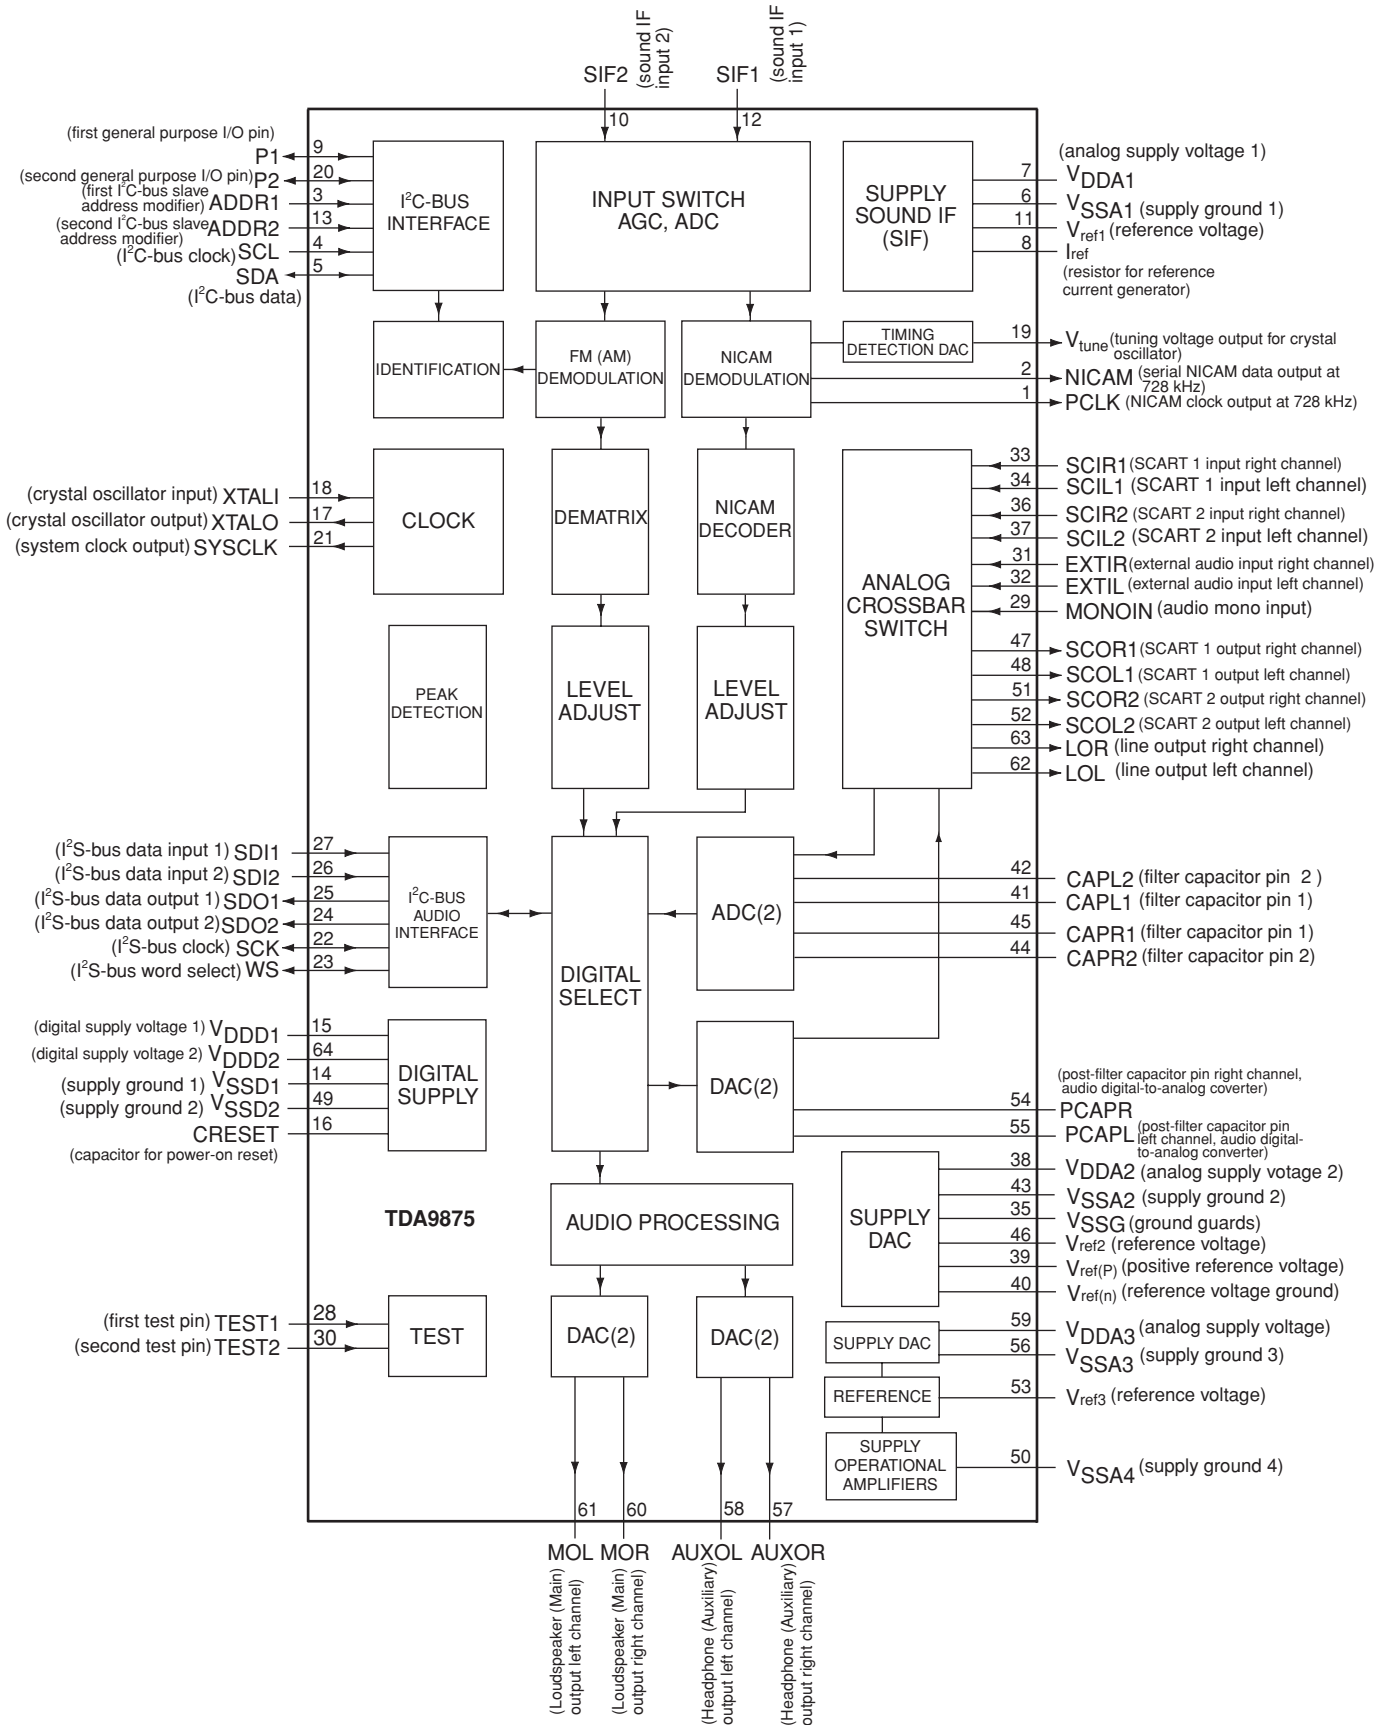 (sound IF
input 2)
(sound IF
input 1)
SIF2
SIF1
10
12
(first general purpose I/O pin)
P1
9
(second general purpose I/O pin) P2
20
(first I²C-bus slave
address modifier) ADDR1
3
(second I²C-bus slave
address modifier) ADDR2
13
(I²C-bus clock) SCL
4
SDA
5
(I²C-bus data)
I²C-BUS
INTERFACE
INPUT SWITCH
AGC, ADC
SUPPLY
SOUND IF
(SIF)
(analog supply voltage 1)
7
VDDA1
6
VSSA1 (supply ground 1)
11
Vref1 (reference voltage)
8
Iref
(resistor for reference
current generator)
IDENTIFICATION
FM (AM)
DEMODULATION
NICAM
DEMODULATION
TIMING
DETECTION DAC
19
Vtune (tuning voltage output for crystal
oscillator)
2
NICAM (serial NICAM data output at
728 kHz)
1
PCLK (NICAM clock output at 728 kHz)
(crystal oscillator input) XTALI
18
(crystal oscillator output) XTALO
17
(system clock output) SYSCLK
21
CLOCK
DEMATRIX
NICAM
DECODER
ANALOG
CROSSBAR
SWITCH
33
SCIR1 (SCART 1 input right channel)
34
SCIL1 (SCART 1 input left channel)
36
SCIR2 (SCART 2 input right channel)
37
SCIL2 (SCART 2 input left channel)
31
EXTIR (external audio input right channel)
32
EXTIL (external audio input left channel)
29
MONOIN (audio mono input)
47
SCOR1 (SCART 1 output right channel)
48
SCOL1 (SCART 1 output left channel)
51
SCOR2 (SCART 2 output right channel)
52
SCOL2 (SCART 2 output left channel)
63
LOR (line output right channel)
62
LOL (line output left channel)
PEAK
DETECTION
LEVEL
ADJUST
LEVEL
ADJUST
(I²S-bus data input 1) SDI1
27
(I²S-bus data input 2) SDI2
26
(I²S-bus data output 1) SDO1
25
(I²S-bus data output 2) SDO2
24
(I²S-bus clock) SCK
22
(I²S-bus word select) WS
23
I²C-BUS
AUDIO
INTERFACE
DIGITAL
SELECT
ADC(2)
42
CAPL2 (filter capacitor pin 2 )
41
CAPL1 (filter capacitor pin 1)
45
CAPR1 (filter capacitor pin 1)
44
CAPR2 (filter capacitor pin 2)
(digital supply voltage 1) VDDD1
15
(digital supply voltage 2) VDDD2
64
(supply ground 1) VSSD1
14
(supply ground 2) VSSD2
49
CRESET
16
(capacitor for power-on reset)
DIGITAL
SUPPLY
DAC(2)
(post-filter capacitor pin right channel,
audio digital-to-analog coverter)
54
PCAPR
55
PCAPL (post-filter capacitor pin
left channel, audio digital-
to-analog converter)
TDA9875
AUDIO PROCESSING
SUPPLY
DAC
38
VDDA2 (analog supply votage 2)
43
VSSA2 (supply ground 2)
35
VSSG (ground guards)
46
Vref2 (reference voltage)
39
Vref(P) (positive reference voltage)
40
Vref(n) (reference voltage ground)
(first test pin) TEST1
28
(second test pin) TEST2
30
TEST
DAC(2)
DAC(2)
SUPPLY DAC
59
VDDA3 (analog supply voltage)
56
VSSA3 (supply ground 3)
REFERENCE
53
Vref3 (reference voltage)
SUPPLY
OPERATIONAL
AMPLIFIERS
50
VSSA4 (supply ground 4)
61
60
58
57
MOL
MOR
AUXOL
AUXOR
(Loudspeaker (Main)
output left channel)
(Loudspeaker (Main)
output right channel)
(Headphone (Auxiliary)
output left channel)
(Headphone (Auxiliary)
output right channel)